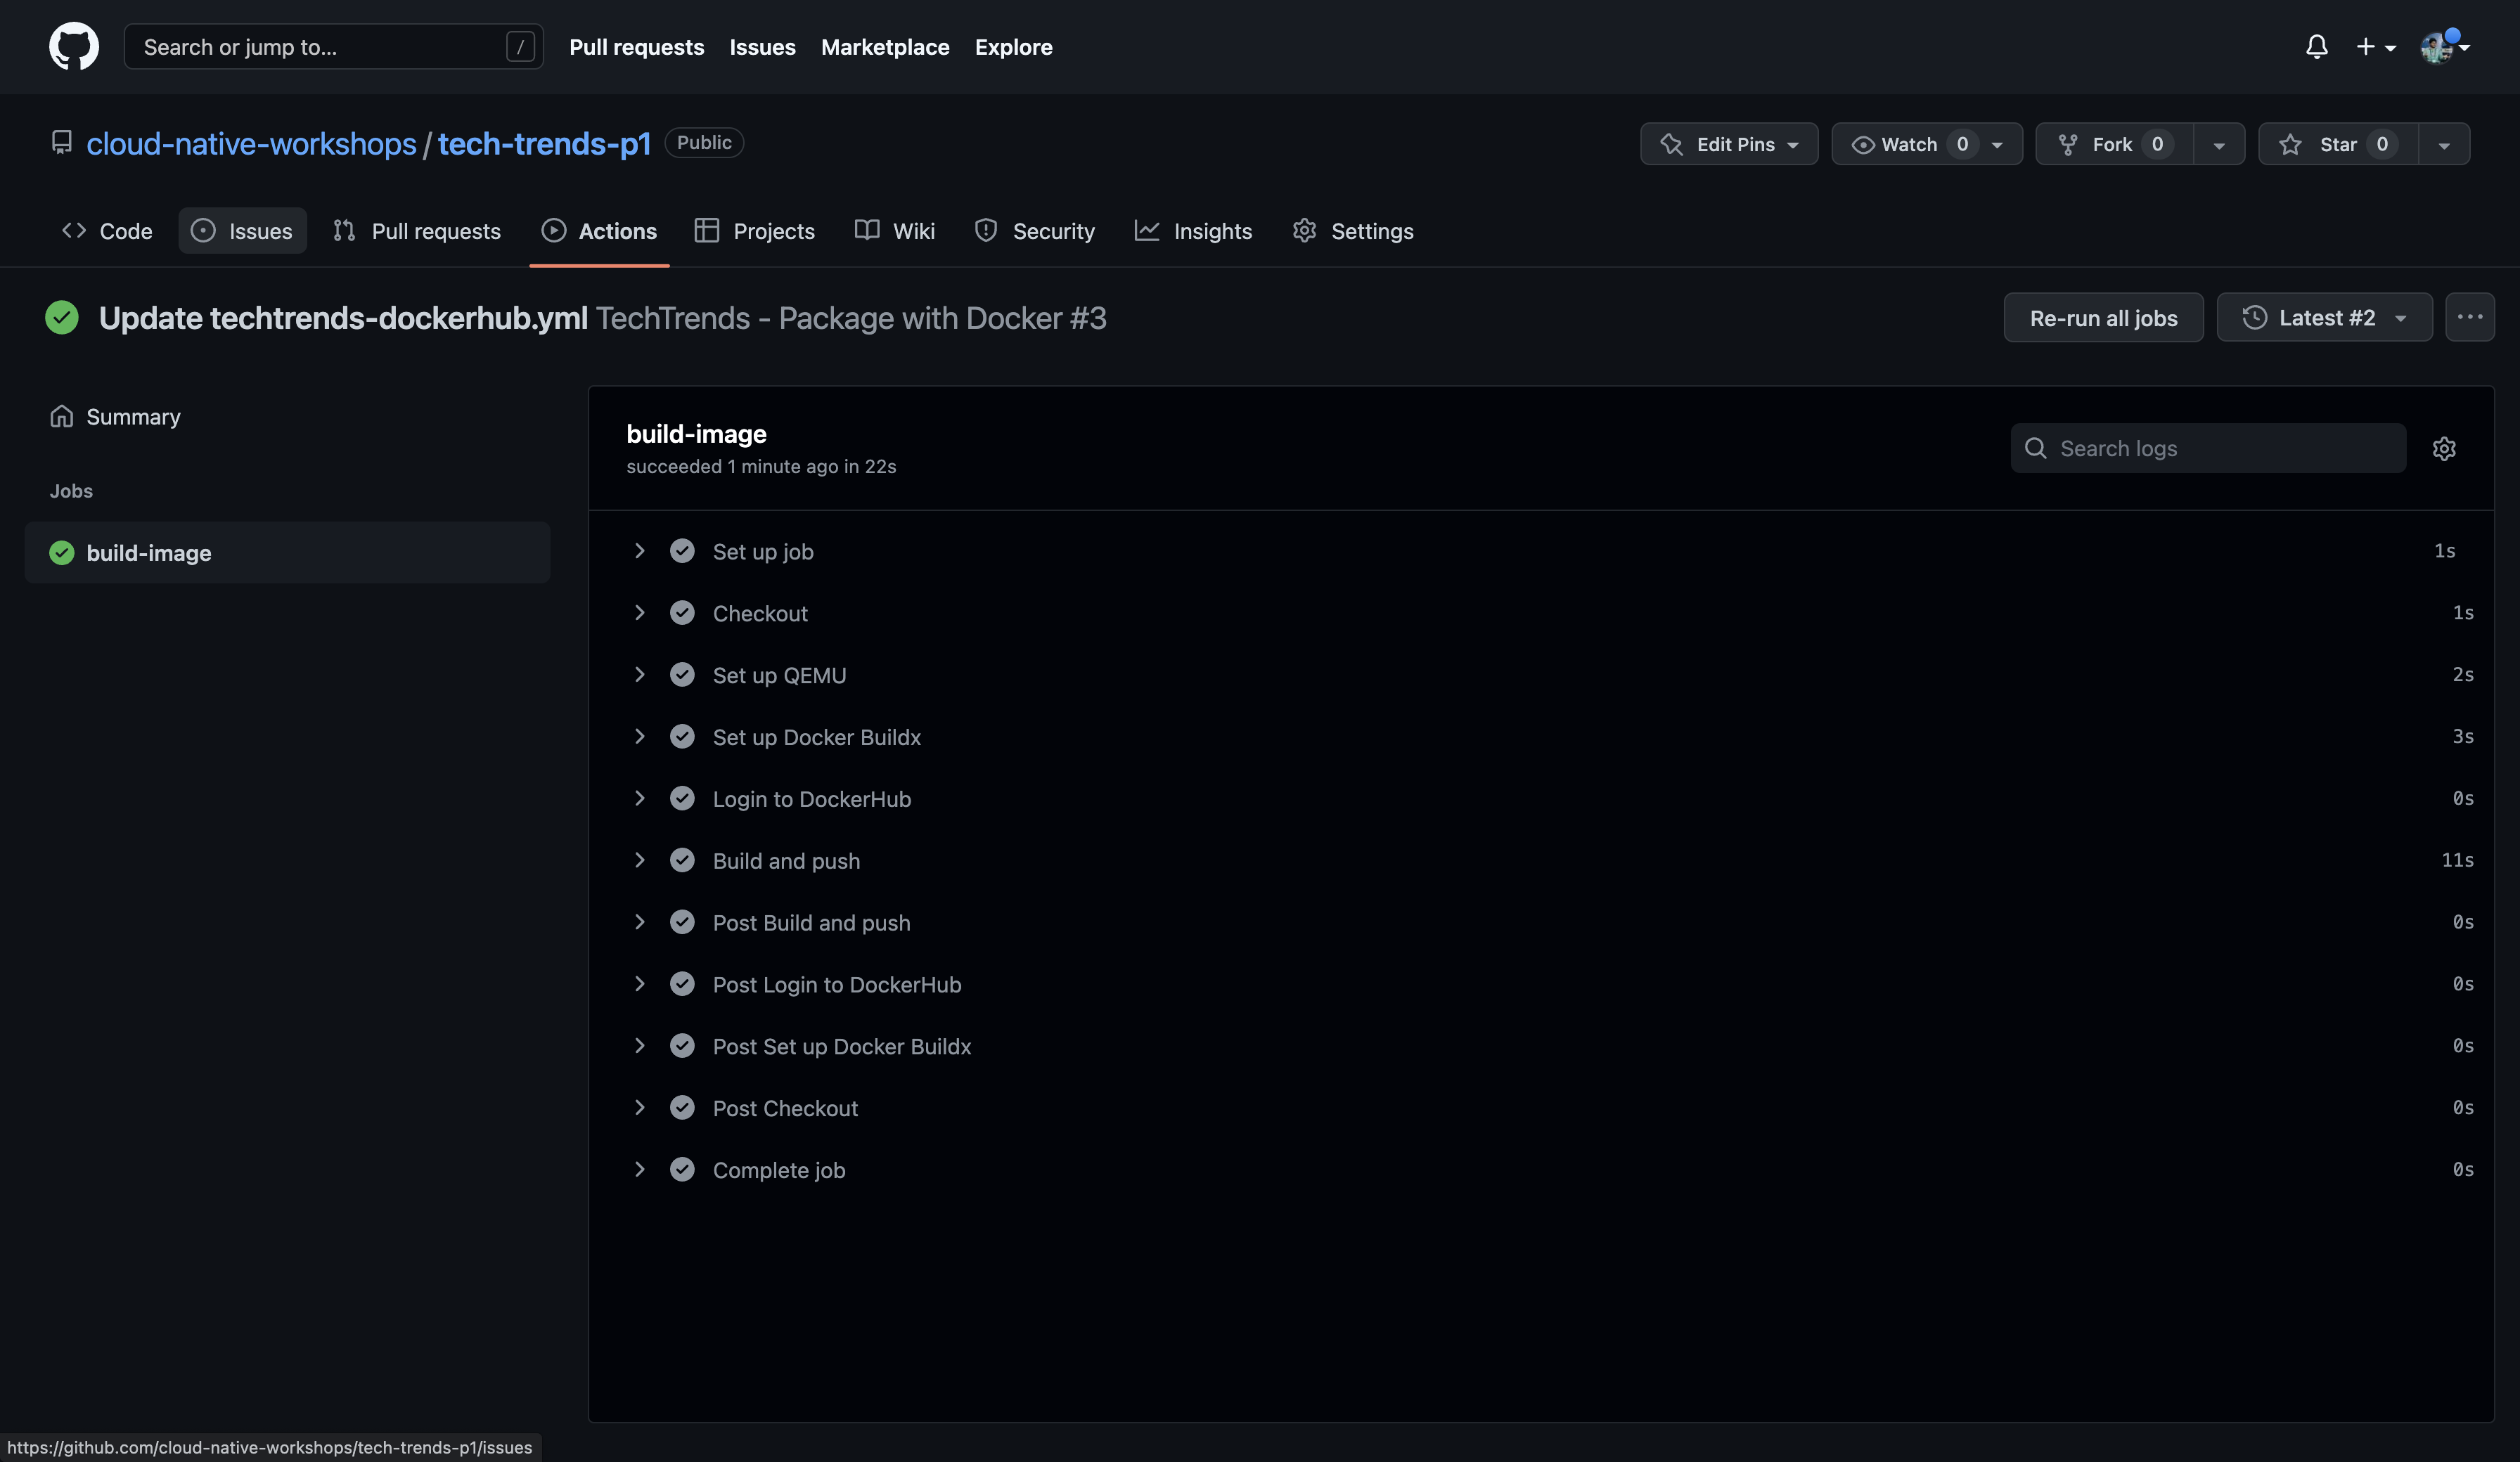 Search or jump to... / Pull requests Issues Marketplace Explore
cloud-native-workshops / tech-trends-p1 Public Edit Pins Watch 0 Fork 0 Star 0
Code Issues Pull requests Actions Projects Wiki Security Insights Settings
Update techtrends-dockerhub.yml TechTrends - Package with Docker #3 Re-run all jobs Latest #2 ...
Summary
Jobs
build-image
build-image
succeeded 1 minute ago in 22s
Search logs
Set up job 1s
Checkout 1s
Set up QEMU 2s
Set up Docker Buildx 3s
Login to DockerHub 0s
Build and push 11s
Post Build and push 0s
Post Login to DockerHub 0s
Post Set up Docker Buildx 0s
Post Checkout 0s
Complete job 0s
https://github.com/cloud-native-workshops/tech-trends-p1/issues